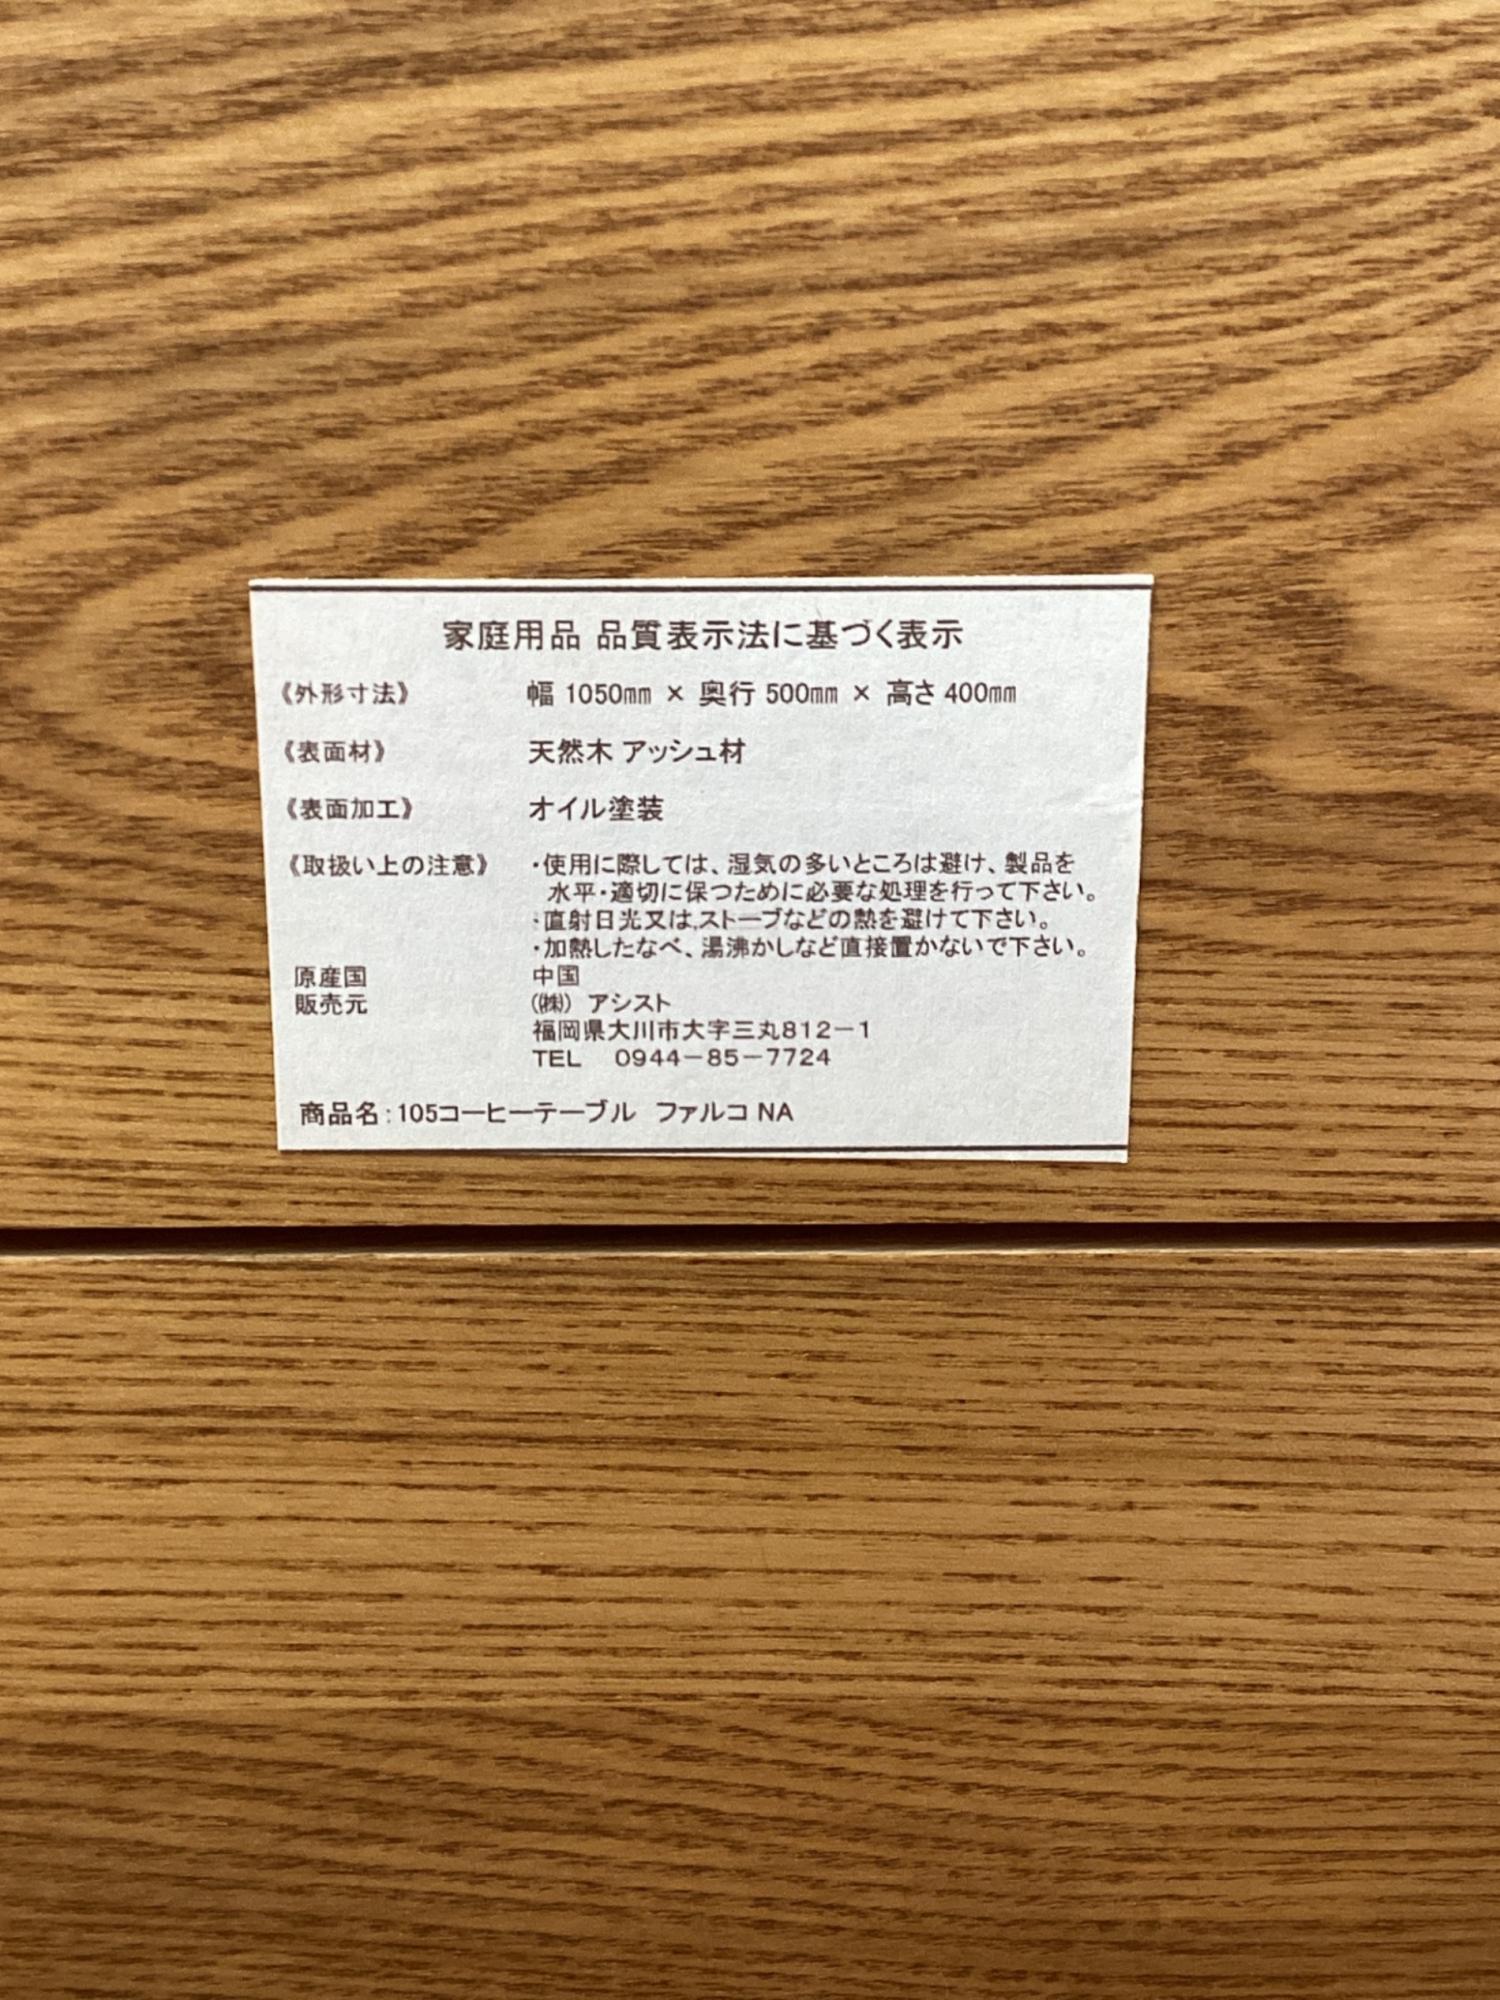 家庭用品 品質表示法に基づく表示
《外形寸法》 幅 1050㎜ × 奥行 500㎜ × 高さ 400㎜
《表面材》 天然木 アッシュ材
《表面加工》 オイル塗装
《取扱い上の注意》 ・使用に際しては、湿気の多いところは避け、製品を
水平・適切に保つために必要な処理を行って下さい。
・直射日光又は、ストーブなどの熱を避けて下さい。
・加熱したなべ、湯沸かしなど直接置かないで下さい。
原産国 中国
販売元 ㈱ アシスト
福岡県大川市大字三丸812－1
TEL 0944－85－7724
商品名：105コーヒーテーブル ファルコ NA